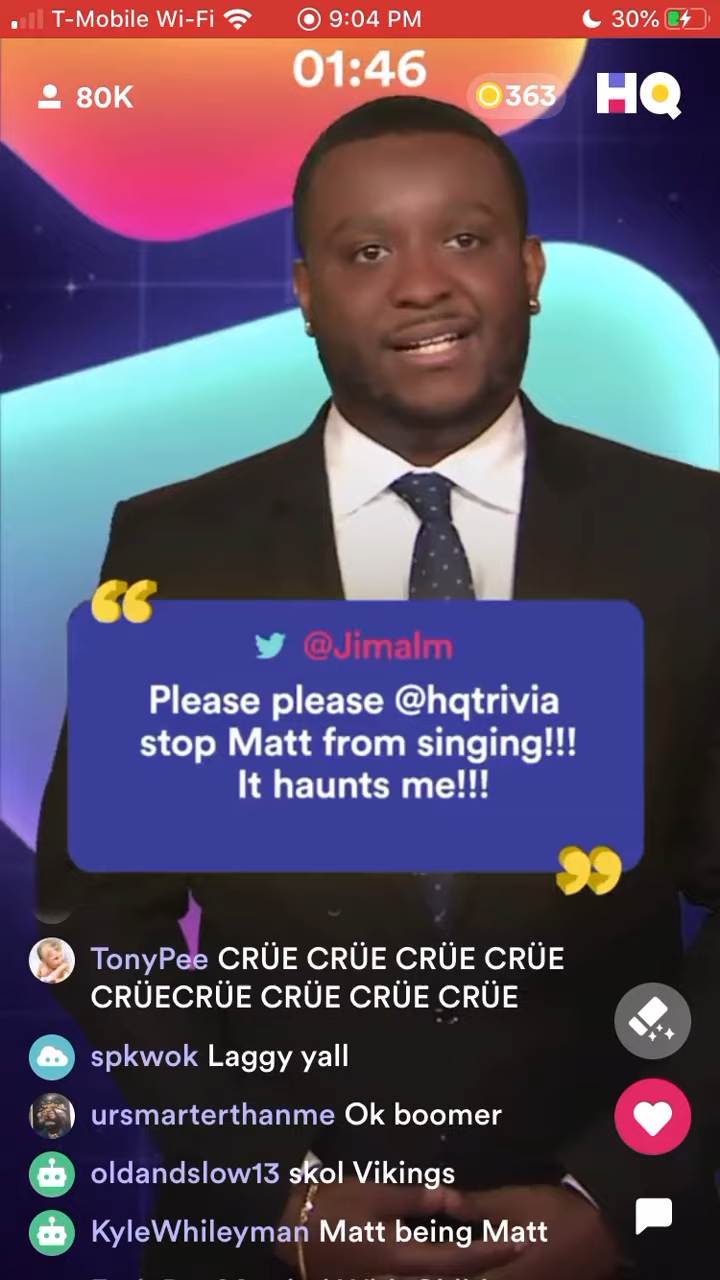 T-Mobile Wi-Fi 9:04 PM 30%
01:46
80K 363 HQ
@Jimalm
Please please @hqtrivia
stop Matt from singing!!!
It haunts me!!!
TonyPee CRÜE CRÜE CRÜE CRÜE
CRÜECRÜE CRÜE CRÜE CRÜE
spkwok Laggy yall
ursmarterthanme Ok boomer
oldandslow13 skol Vikings
KyleWhileyman Matt being Matt